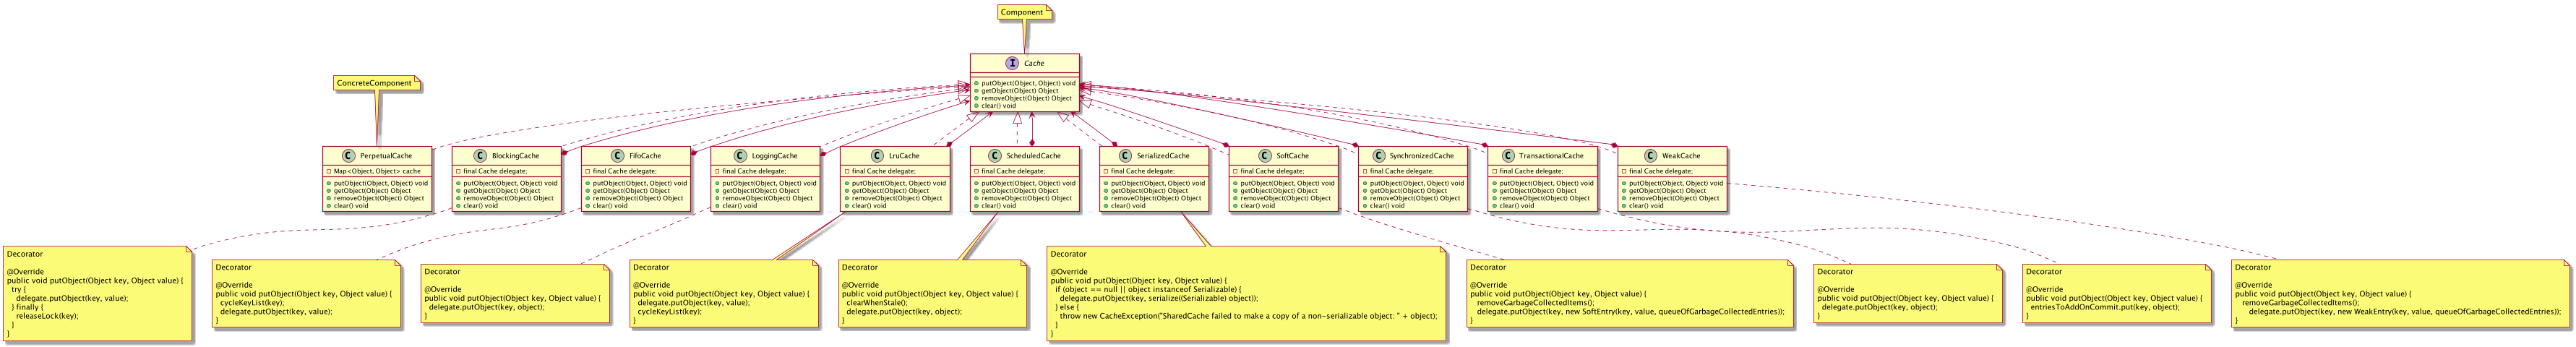 Component
I Cache
putObject(Object, Object) void
getObject(Object) Object
removeObject(Object) Object
clear() void
ConcreteComponent
C PerpetualCache
Map<Object, Object> cache
putObject(Object, Object) void
getObject(Object) Object
removeObject(Object) Object
clear() void
C BlockingCache
final Cache delegate;
putObject(Object, Object) void
getObject(Object) Object
removeObject(Object) Object
clear() void
C FifoCache
final Cache delegate;
putObject(Object, Object) void
getObject(Object) Object
removeObject(Object) Object
clear() void
C LoggingCache
final Cache delegate;
putObject(Object, Object) void
getObject(Object) Object
removeObject(Object) Object
clear() void
C LruCache
final Cache delegate;
putObject(Object, Object) void
getObject(Object) Object
removeObject(Object) Object
clear() void
C ScheduledCache
final Cache delegate;
putObject(Object, Object) void
getObject(Object) Object
removeObject(Object) Object
clear() void
C SerializedCache
final Cache delegate;
putObject(Object, Object) void
getObject(Object) Object
removeObject(Object) Object
clear() void
C SoftCache
final Cache delegate;
putObject(Object, Object) void
getObject(Object) Object
removeObject(Object) Object
clear() void
C SynchronizedCache
final Cache delegate;
putObject(Object, Object) void
getObject(Object) Object
removeObject(Object) Object
clear() void
C TransactionalCache
final Cache delegate;
putObject(Object, Object) void
getObject(Object) Object
removeObject(Object) Object
clear() void
C WeakCache
final Cache delegate;
putObject(Object, Object) void
getObject(Object) Object
removeObject(Object) Object
clear() void
Decorator
@Override
public void putObject(Object key, Object value) {
try {
delegate.putObject(key, value);
} finally {
releaseLock(key);
}
}
Decorator
@Override
public void putObject(Object key, Object value) {
cycleKeyList(key);
delegate.putObject(key, value);
}
Decorator
@Override
public void putObject(Object key, Object value) {
delegate.putObject(key, object);
}
Decorator
@Override
public void putObject(Object key, Object value) {
delegate.putObject(key, value);
cycleKeyList(key);
}
Decorator
@Override
public void putObject(Object key, Object value) {
clearWhenStale();
delegate.putObject(key, object);
}
Decorator
@Override
public void putObject(Object key, Object value) {
if (object == null || object instanceof Serializable) {
delegate.putObject(key, serialize((Serializable) object));
} else {
throw new CacheException("SharedCache failed to make a copy of a non-serializable object: " + object);
}
}
Decorator
@Override
public void putObject(Object key, Object value) {
removeGarbageCollectedItems();
delegate.putObject(key, new SoftEntry(key, value, queueOfGarbageCollectedEntries));
}
Decorator
@Override
public void putObject(Object key, Object value) {
delegate.putObject(key, object);
}
Decorator
@Override
public void putObject(Object key, Object value) {
entriesToAddOnCommit.put(key, object);
}
Decorator
@Override
public void putObject(Object key, Object value) {
removeGarbageCollectedItems();
delegate.putObject(key, new WeakEntry(key, value, queueOfGarbageCollectedEntries));
}